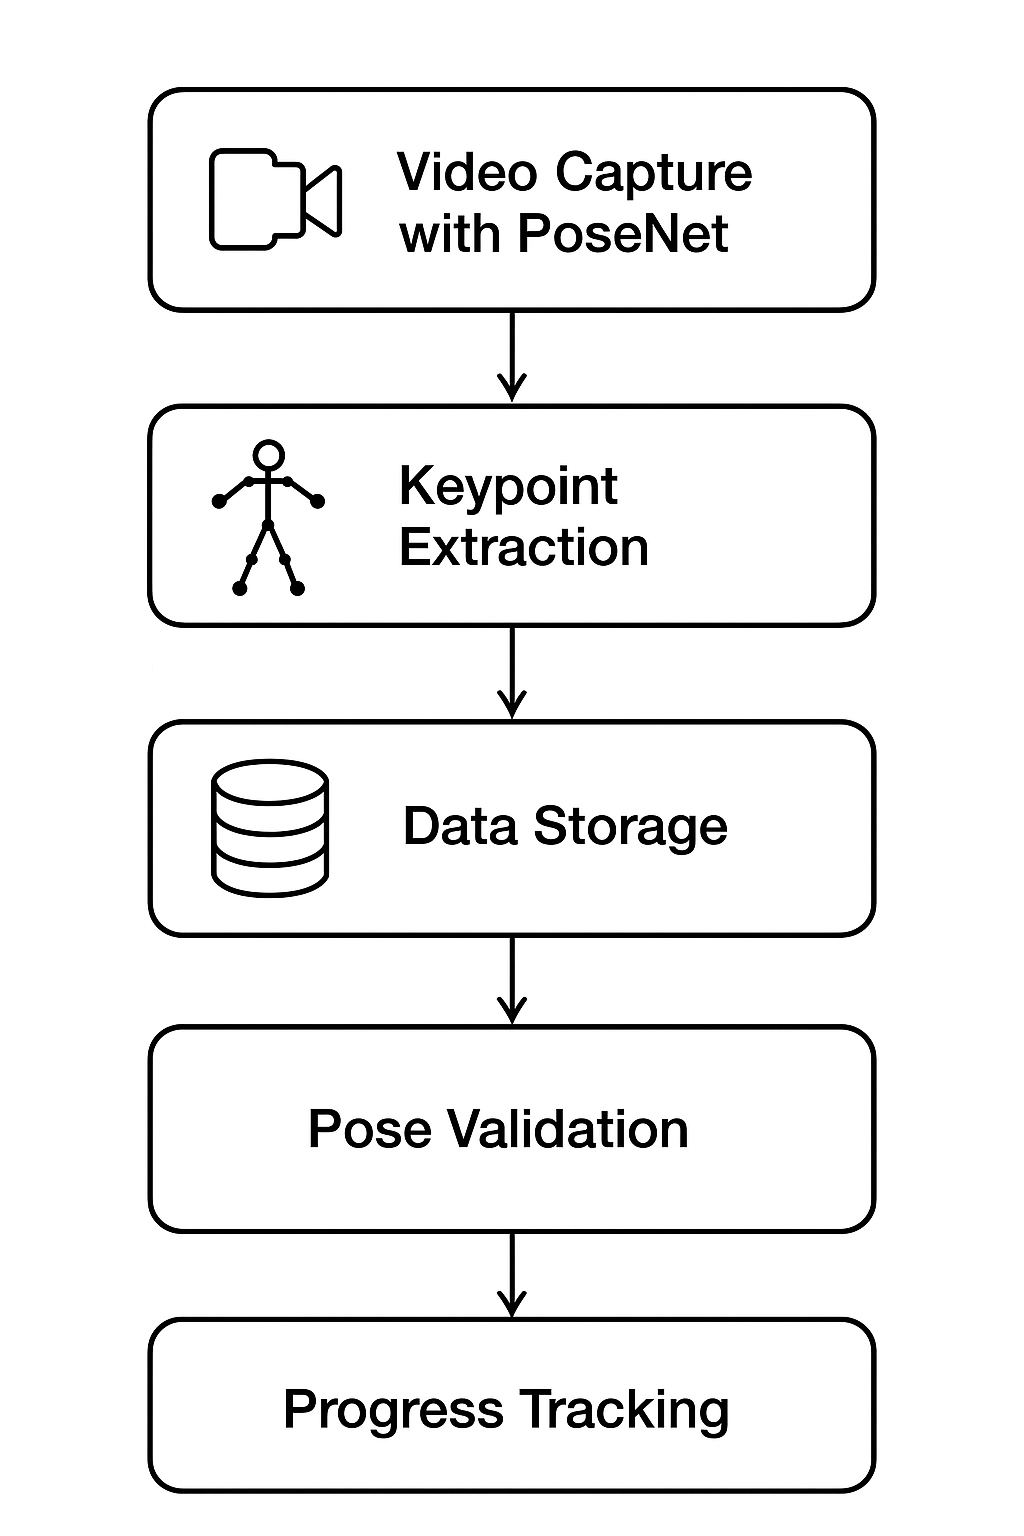 Video Capture
with PoseNet
Keypoint
Extraction
Data Storage
Pose Validation
Progress Tracking